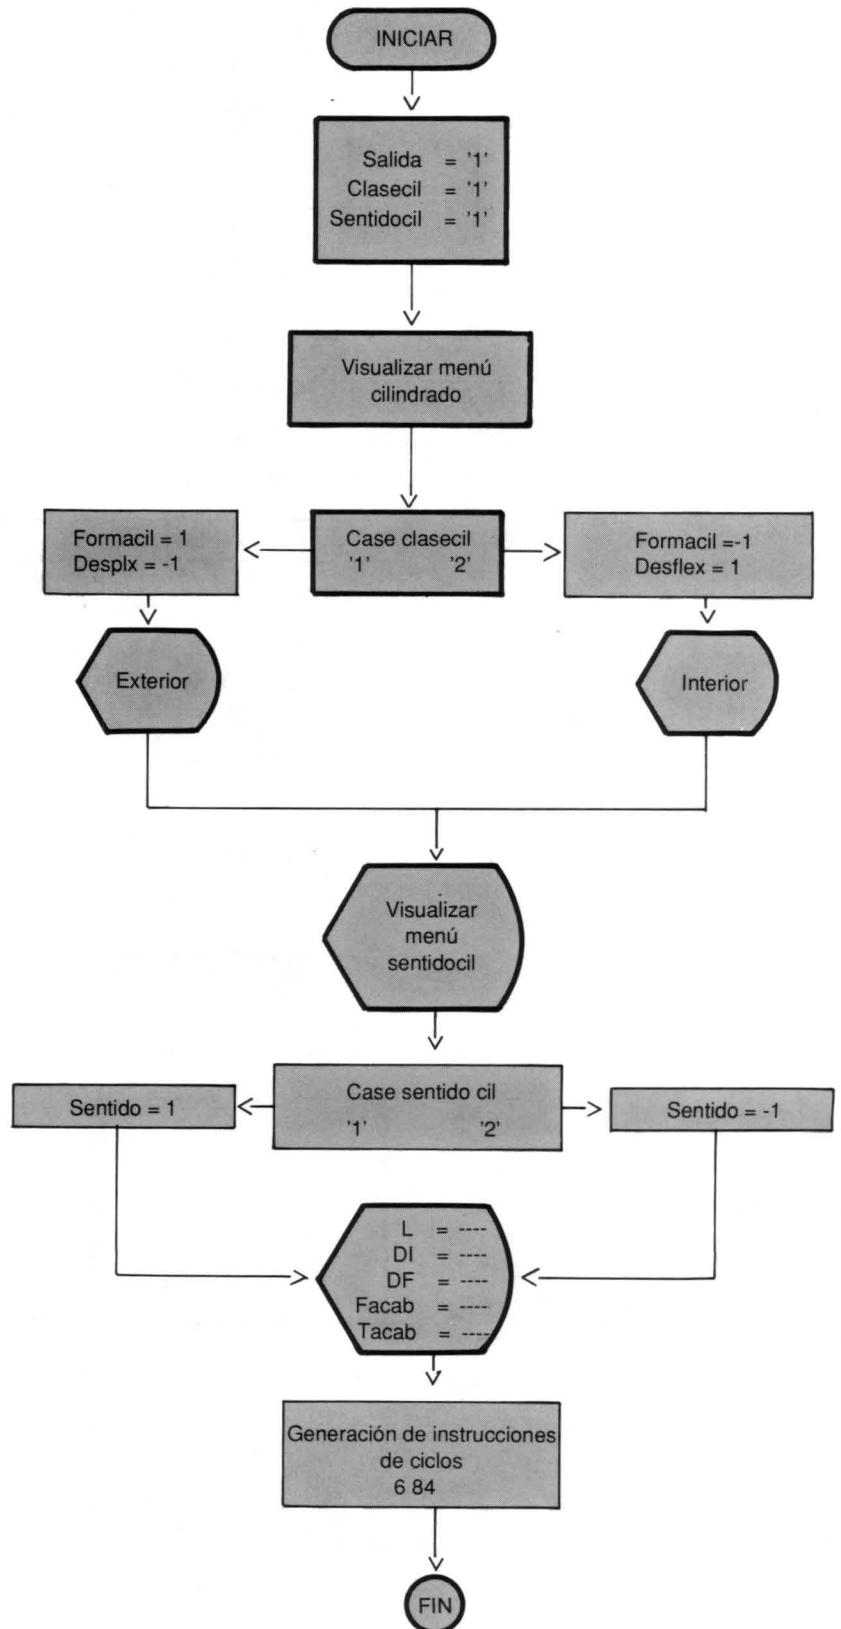 INICIAR
Salida = '1'
Clasecil = '1'
Sentidocil = '1'
Visualizar menú
cilindrado
Formacil = 1
Desplx = -1
Case clasecil
'1' '2'
Formacil =-1
Desflex = 1
Exterior
Interior
Visualizar
menú
sentidocil
Sentido = 1
Case sentido cil
'1' '2'
Sentido = -1
L = ----
DI = ----
DF = ----
Facab = ----
Tacab = ----
Generación de instrucciones
de ciclos
6 84
FIN